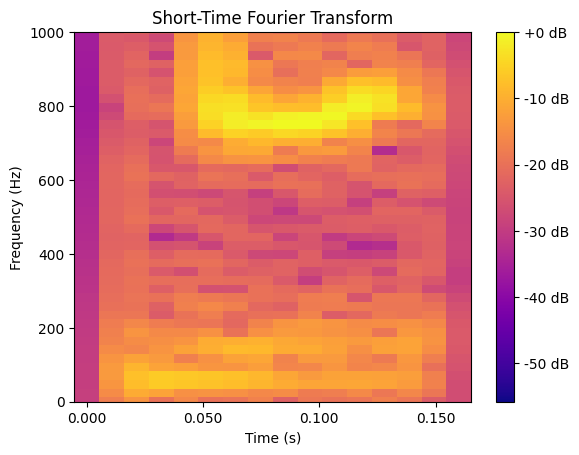 Short-Time Fourier Transform
1000
800
600
400
200
0
Frequency (Hz)
0.000
0.050
0.100
0.150
Time (s)
+0 dB
-10 dB
-20 dB
-30 dB
-40 dB
-50 dB